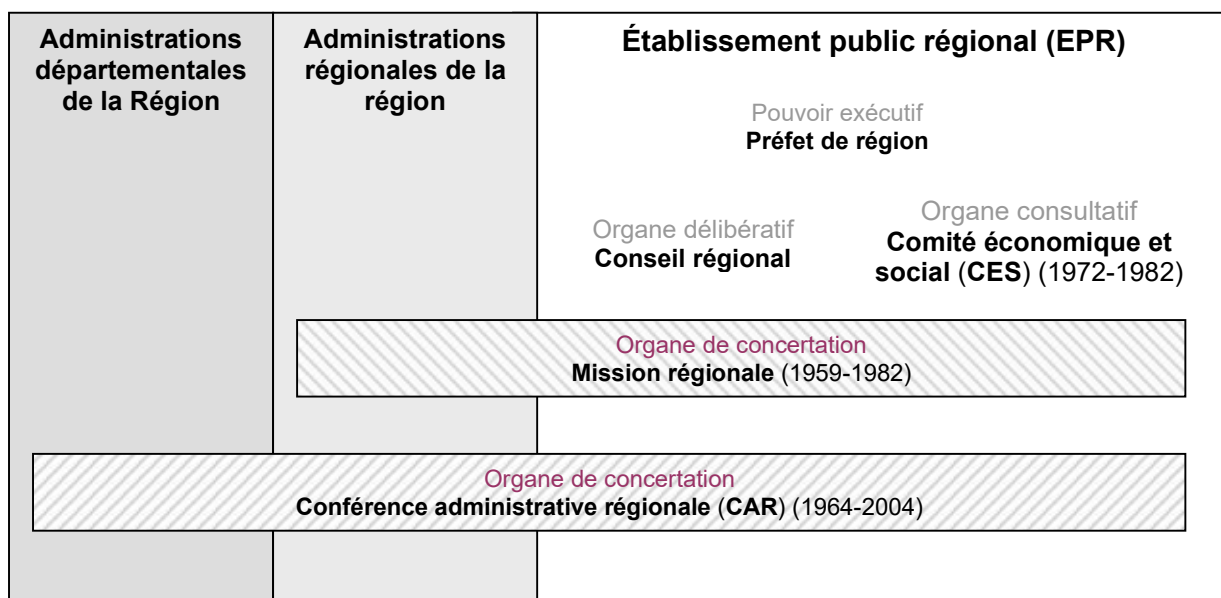 Administrations
départementales
de la Région
Administrations
régionales de la
région
Établissement public régional (EPR)
Pouvoir exécutif
Préfet de région
Organe délibératif
Conseil régional
Organe consultatif
Comité économique et
social (CES) (1972-1982)
Organe de concertation
Mission régionale (1959-1982)
Organe de concertation
Conférence administrative régionale (CAR) (1964-2004)